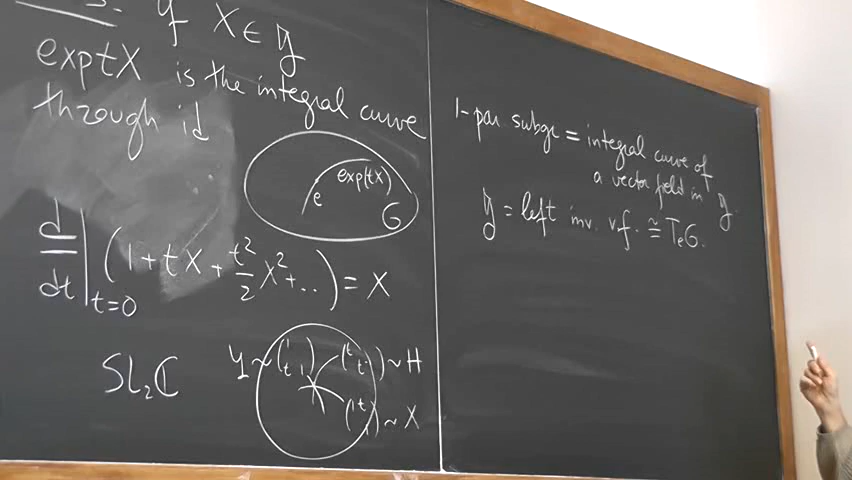 if X ∈ 𝔤
exp tX is the integral curve
through id
exp(tX)
e
G
d/dt|_{t=0} (1 + tX + t²/2 X² + ..) = X
SL₂ℂ
Y ~ (1 t 1)
(t t⁻) ~ H
(1 t 1) ~ X
1-par subgr = integral curve of
a vector field in 𝔤.
𝔤 = left inv. v.f. ≅ TₑG.